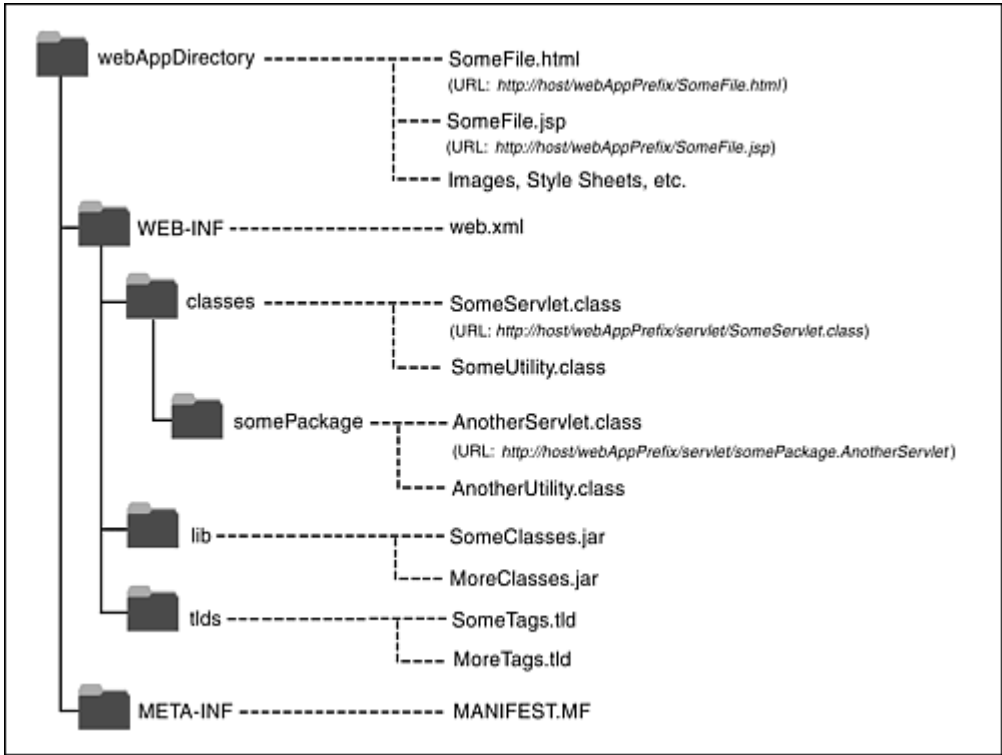 webAppDirectory SomeFile.html
(URL: http://host/webAppPrefix/SomeFile.html)
SomeFile.jsp
(URL: http://host/webAppPrefix/SomeFile.jsp)
Images, Style Sheets, etc.
WEB-INF web.xml
classes SomeServlet.class
(URL: http://host/webAppPrefix/servlet/SomeServlet.class)
SomeUtility.class
somePackage AnotherServlet.class
(URL: http://host/webAppPrefix/servlet/somePackage.AnotherServlet)
AnotherUtility.class
lib SomeClasses.jar
MoreClasses.jar
tlds SomeTags.tld
MoreTags.tld
META-INF MANIFEST.MF